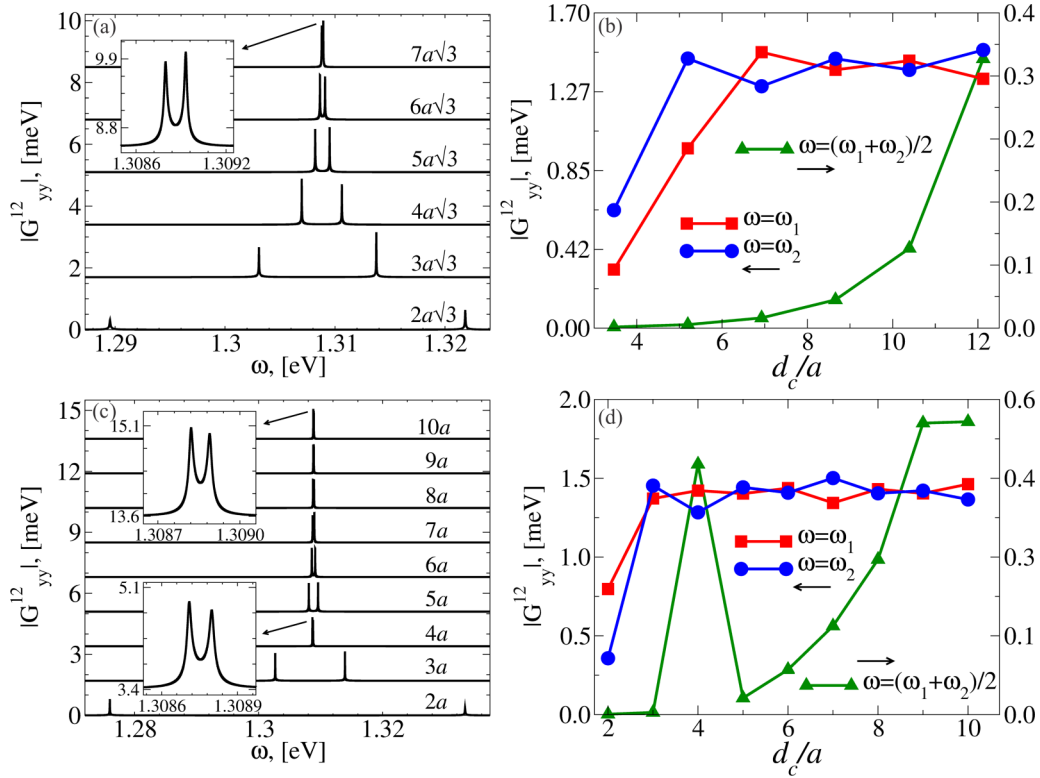 (a)
|G¹²yy|, [meV]
10
8
6
4
2
0
9.9
8.8
1.3086
1.3092
7a√3
6a√3
5a√3
4a√3
3a√3
2a√3
1.29
1.3
1.31
1.32
ω, [eV]
(b)
|G¹²yy|, [meV]
1.70
1.27
0.85
0.42
0.00
0.4
0.3
0.2
0.2
0.1
0.0
ω=(ω₁+ω₂)/2
ω=ω₁
ω=ω₂
4
6
8
10
12
d_c/a
(c)
|G¹²yy|, [meV]
15
12
9
6
3
0
15.1
13.6
1.3087
1.3090
5.1
3.4
1.3086
1.3089
10a
9a
8a
7a
6a
5a
4a
3a
2a
1.28
1.3
1.32
ω, [eV]
(d)
|G¹²yy|, [meV]
2.0
1.5
1.0
0.5
0.0
0.6
0.4
0.3
0.1
0.0
ω=ω₁
ω=ω₂
ω=(ω₁+ω₂)/2
2
4
6
8
10
d_c/a